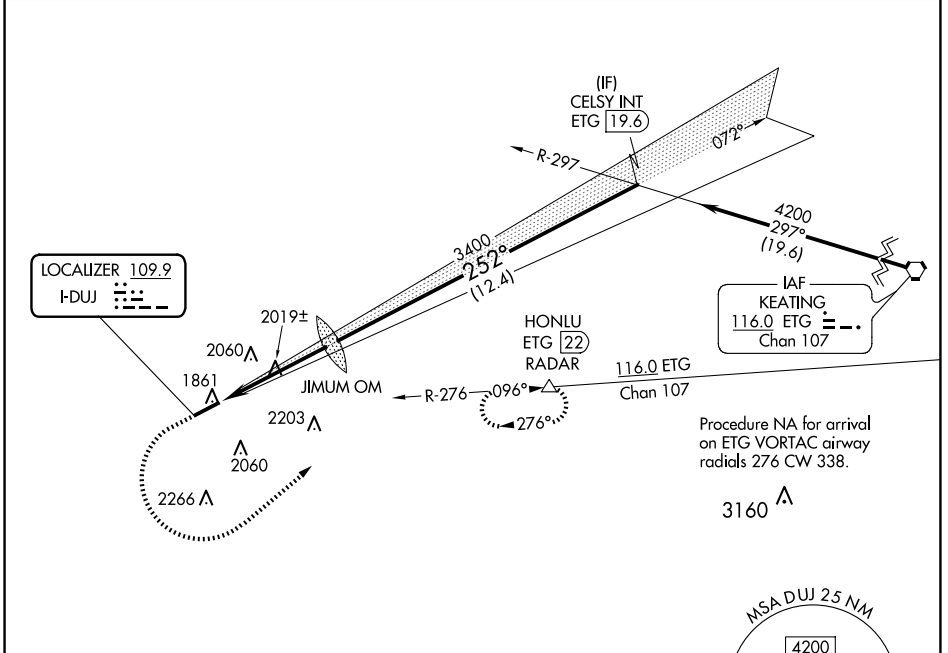 (IF)
CELSY INT
ETG 19.6
R-297
072°
4200
297°
(19.6)
3400
252°
(12.4)
LOCALIZER 109.9
I-DUJ
IAF
KEATING
116.0 ETG
Chan 107
2019±
2060
1861
JIMUM OM
HONLU
ETG 22
RADAR
116.0 ETG
Chan 107
R-276
096°
276°
2203
2060
2266
Procedure NA for arrival
on ETG VORTAC airway
radials 276 CW 338.
3160
MSA DUJ 25 NM
4200